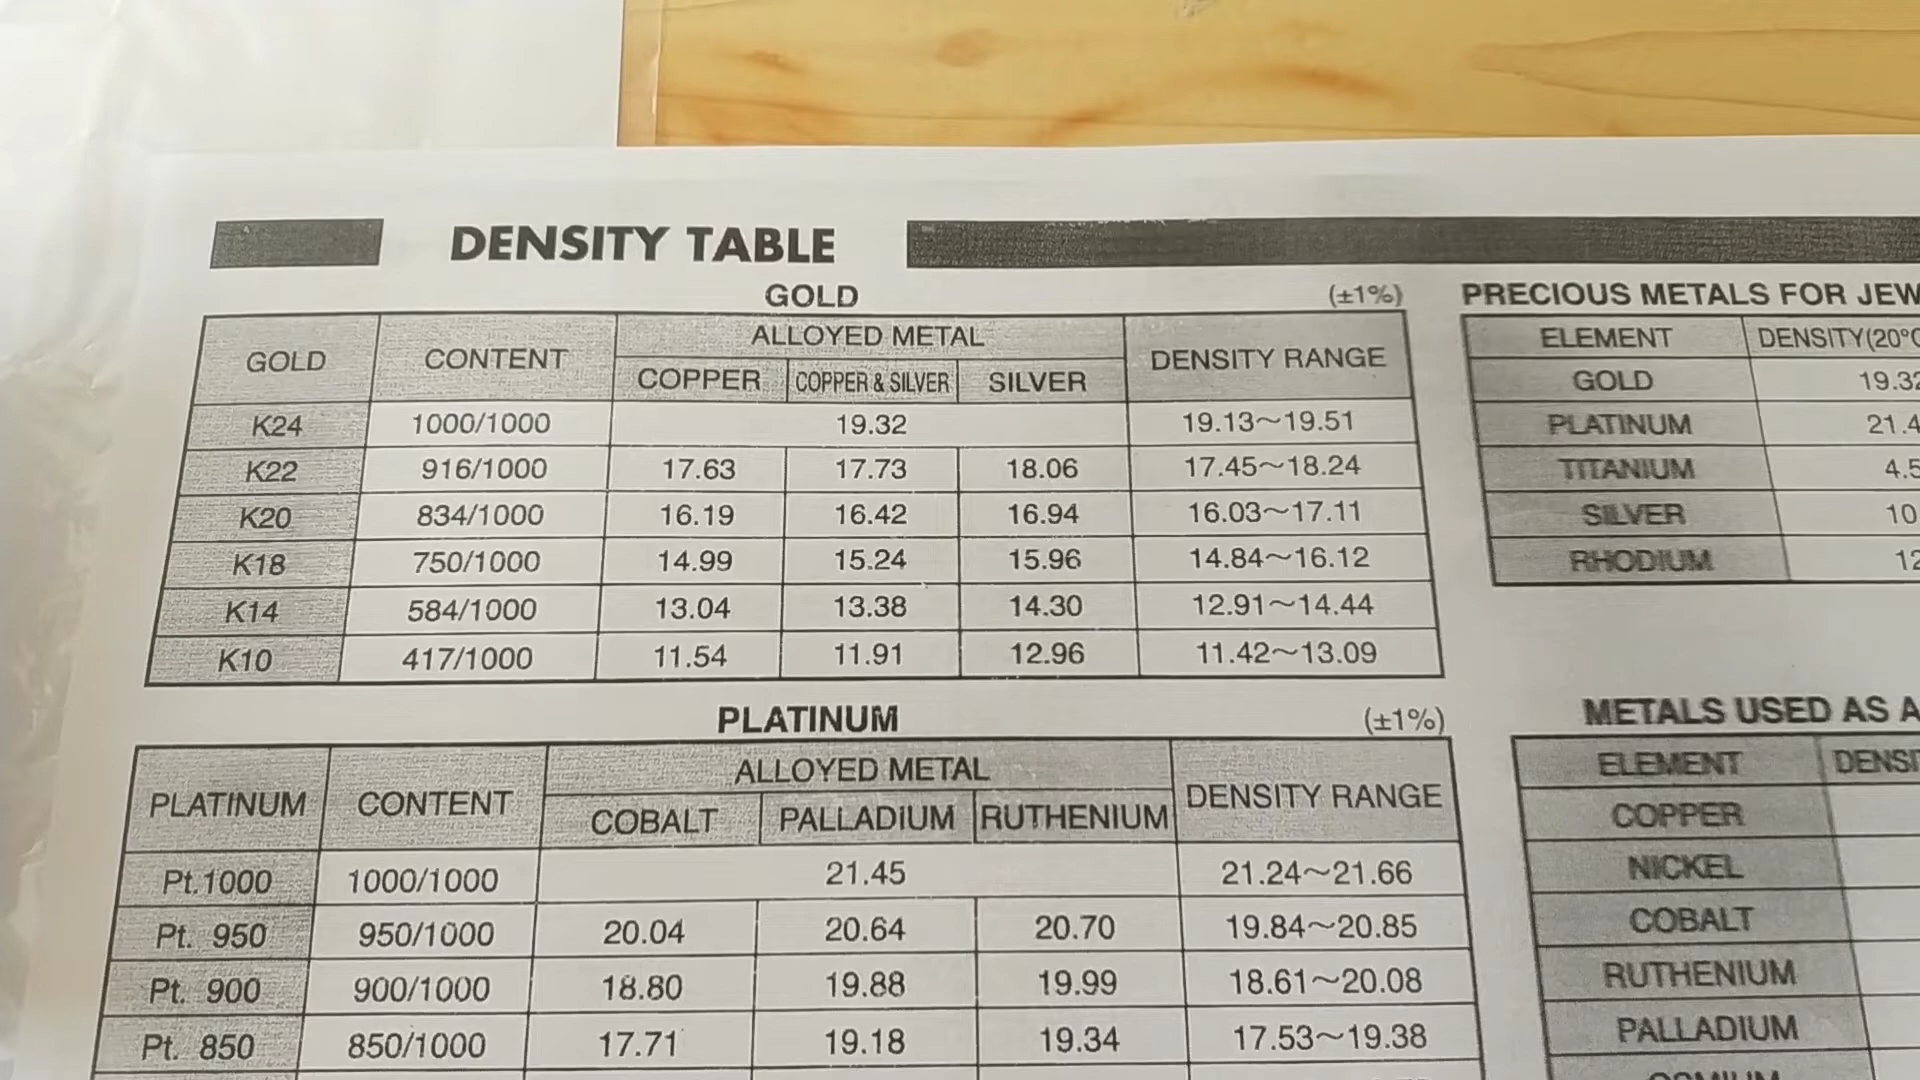 DENSITY TABLE
GOLD (±1%)
GOLD CONTENT ALLOYED METAL DENSITY RANGE
COPPER COPPER & SILVER SILVER
K24 1000/1000 19.32 19.13~19.51
K22 916/1000 17.63 17.73 18.06 17.45~18.24
K20 834/1000 16.19 16.42 16.94 16.03~17.11
K18 750/1000 14.99 15.24 15.96 14.84~16.12
K14 584/1000 13.04 13.38 14.30 12.91~14.44
K10 417/1000 11.54 11.91 12.96 11.42~13.09
PLATINUM (±1%)
PLATINUM CONTENT ALLOYED METAL DENSITY RANGE
COBALT PALLADIUM RUTHENIUM
Pt.1000 1000/1000 21.45 21.24~21.66
Pt. 950 950/1000 20.04 20.64 20.70 19.84~20.85
Pt. 900 900/1000 18.80 19.88 19.99 18.61~20.08
Pt. 850 850/1000 17.71 19.18 19.34 17.53~19.38
PRECIOUS METALS FOR JEW
ELEMENT DENSITY(20°C
GOLD 19.32
PLATINUM 21.4
TITANIUM 4.5
SILVER 10
RHODIUM 12
METALS USED AS A
ELEMENT DENSI
COPPER
NICKEL
COBALT
RUTHENIUM
PALLADIUM